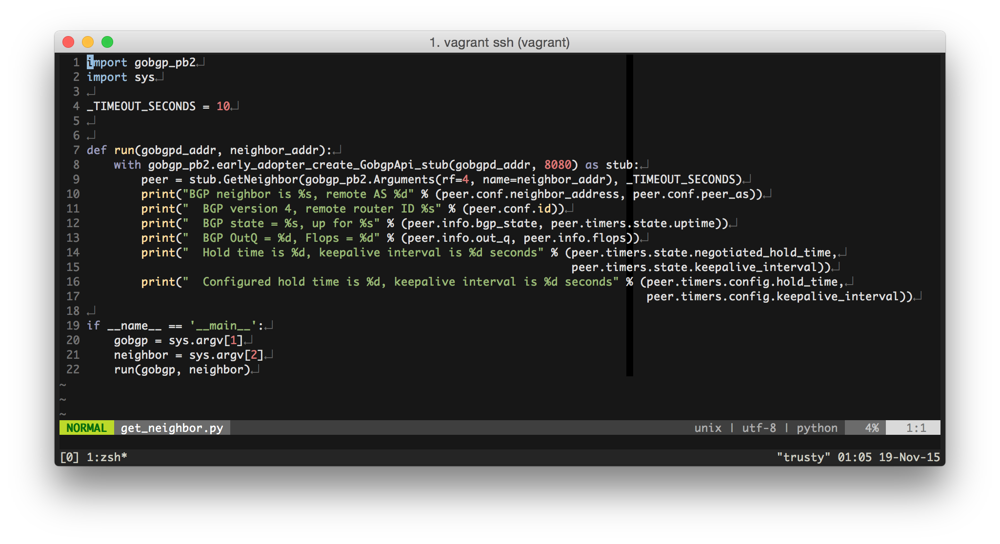 1. vagrant ssh (vagrant)
1 import gobgp_pb2
2 import sys
3
4 _TIMEOUT_SECONDS = 10
5
6
7 def run(gobgpd_addr, neighbor_addr):
8     with gobgp_pb2.early_adopter_create_GobgpApi_stub(gobgpd_addr, 8080) as stub:
9         peer = stub.GetNeighbor(gobgp_pb2.Arguments(rf=4, name=neighbor_addr), _TIMEOUT_SECONDS)
10         print("BGP neighbor is %s, remote AS %d" % (peer.conf.neighbor_address, peer.conf.peer_as))
11         print("  BGP version 4, remote router ID %s" % (peer.conf.id))
12         print("  BGP state = %s, up for %s" % (peer.info.bgp_state, peer.timers.state.uptime))
13         print("  BGP OutQ = %d, Flops = %d" % (peer.info.out_q, peer.info.flops))
14         print("  Hold time is %d, keepalive interval is %d seconds" % (peer.timers.state.negotiated_hold_time,
15                                                                        peer.timers.state.keepalive_interval))
16         print("  Configured hold time is %d, keepalive interval is %d seconds" % (peer.timers.config.hold_time,
17                                                                                   peer.timers.config.keepalive_interval))
18
19 if __name__ == '__main__':
20     gobgp = sys.argv[1]
21     neighbor = sys.argv[2]
22     run(gobgp, neighbor)
~
~
~
NORMAL get_neighbor.py unix | utf-8 | python 4% 1:1
[0] 1:zsh* "trusty" 01:05 19-Nov-15